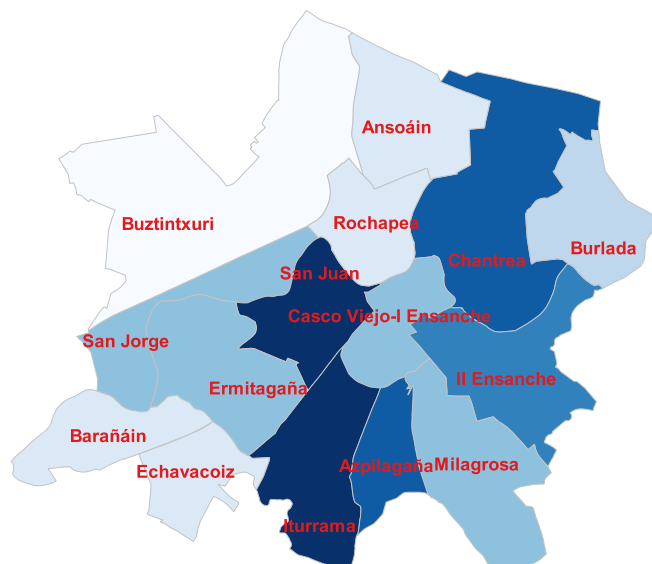 Ansoáin
Buztintxuri
Rochapea
Burlada
Chantrea
San Juan
Casco Viejo-I Ensanche
San Jorge
II Ensanche
Ermitagaña
Barañáin
Echavacoiz
Azpilagaña
Milagrosa
Iturrama